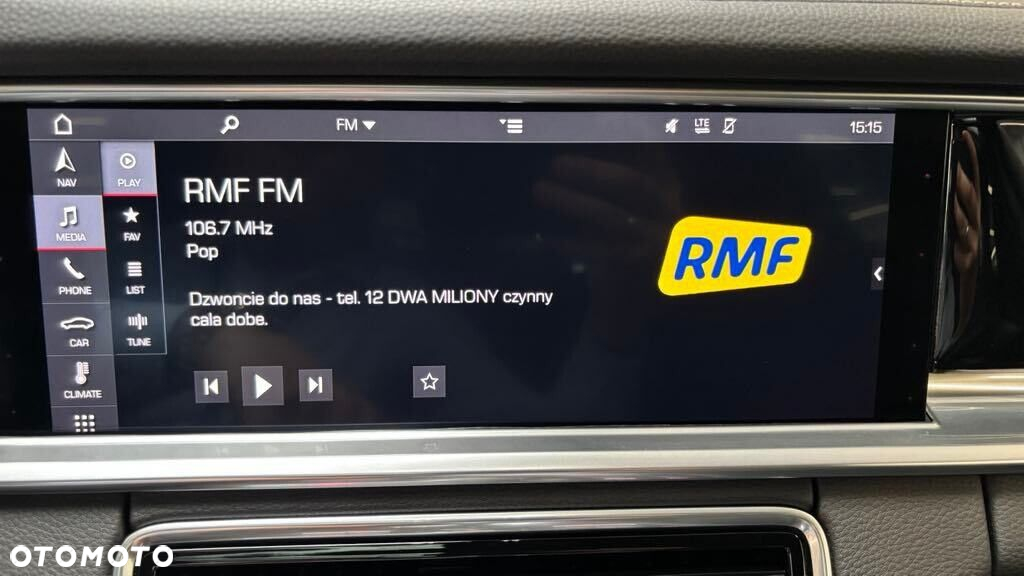 FM
LTE
15:15
NAV
PLAY
MEDIA
FAV
PHONE
LIST
CAR
TUNE
CLIMATE
RMF FM
106.7 MHz
Pop
Dzwoncie do nas - tel. 12 DWA MILIONY czynny
cala dobe.
RMF
OTOMOTO